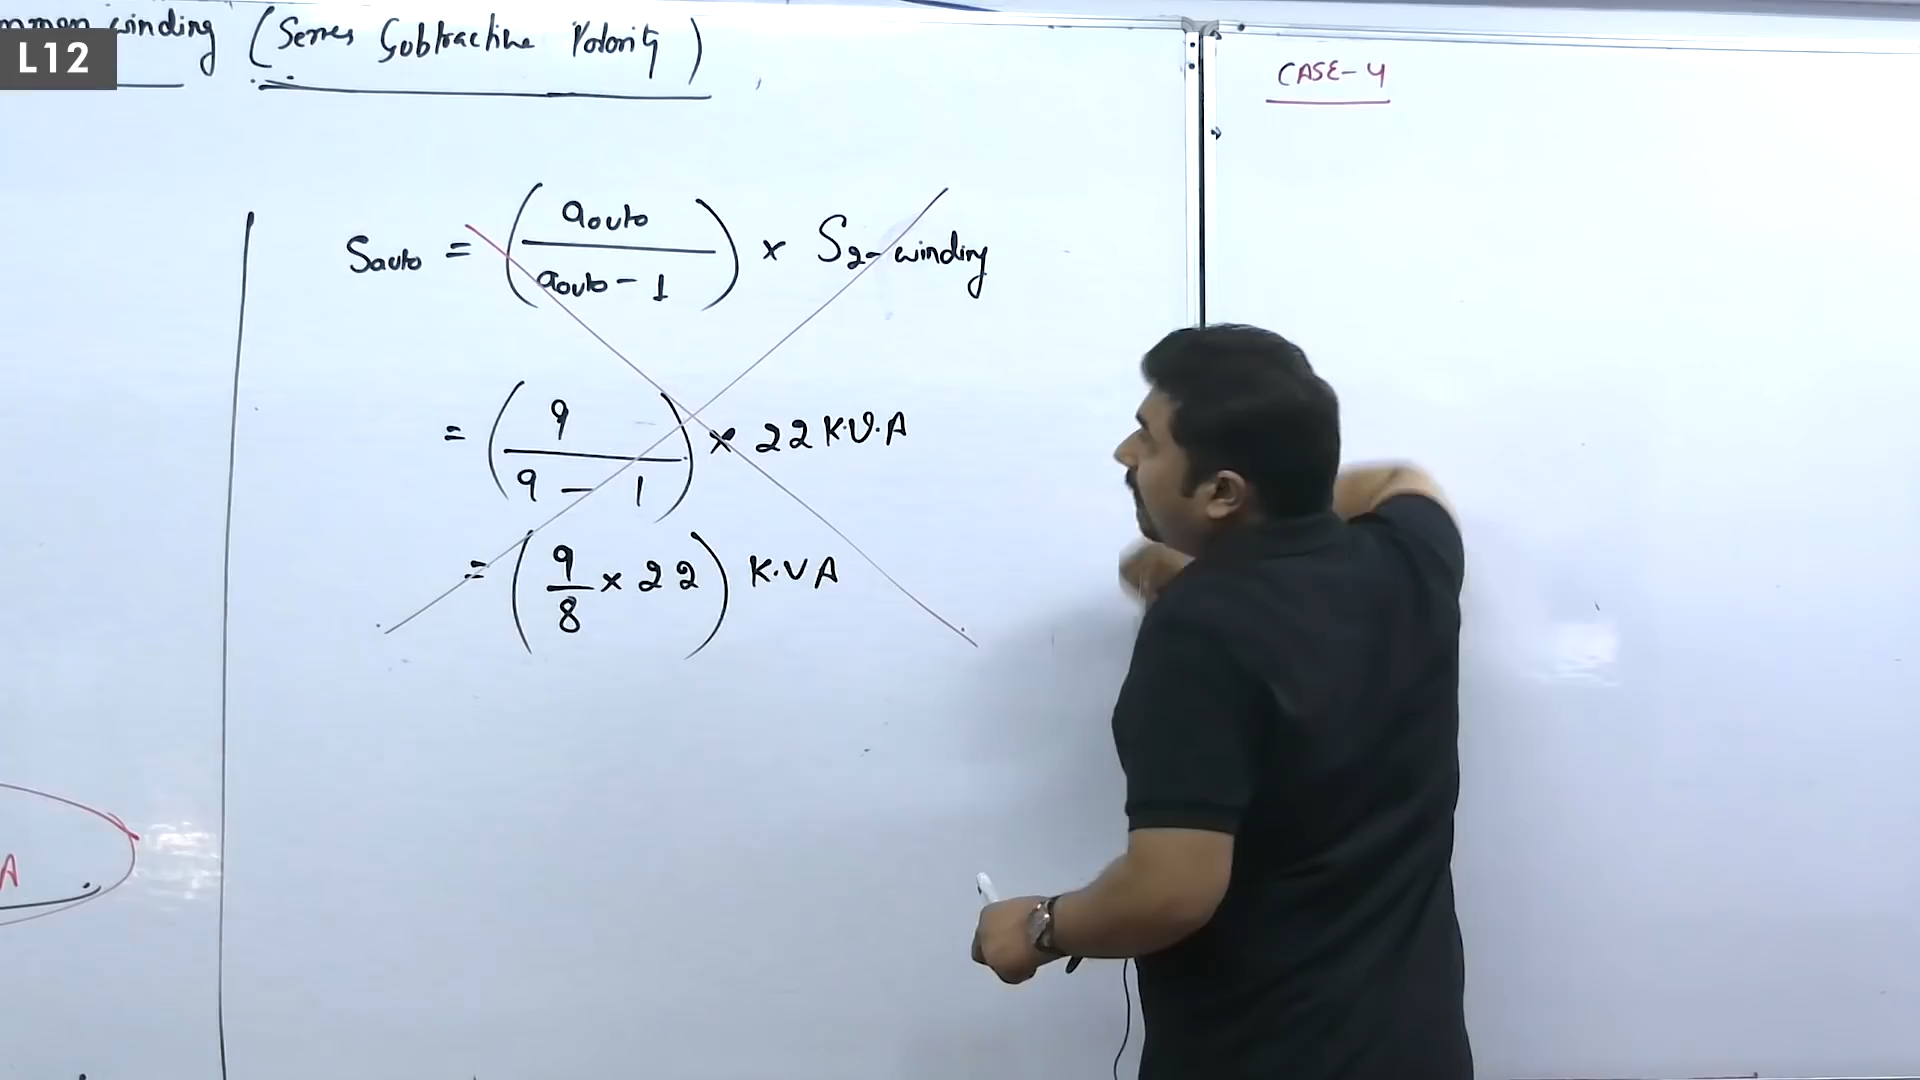 winding (Series Subtractive Polarity)
L12
CASE-4
Sauto = (aauto / aauto - 1) × S2-winding
= (9 / 9 - 1) × 22 K.V.A
= (9/8 × 22) K.V A
A